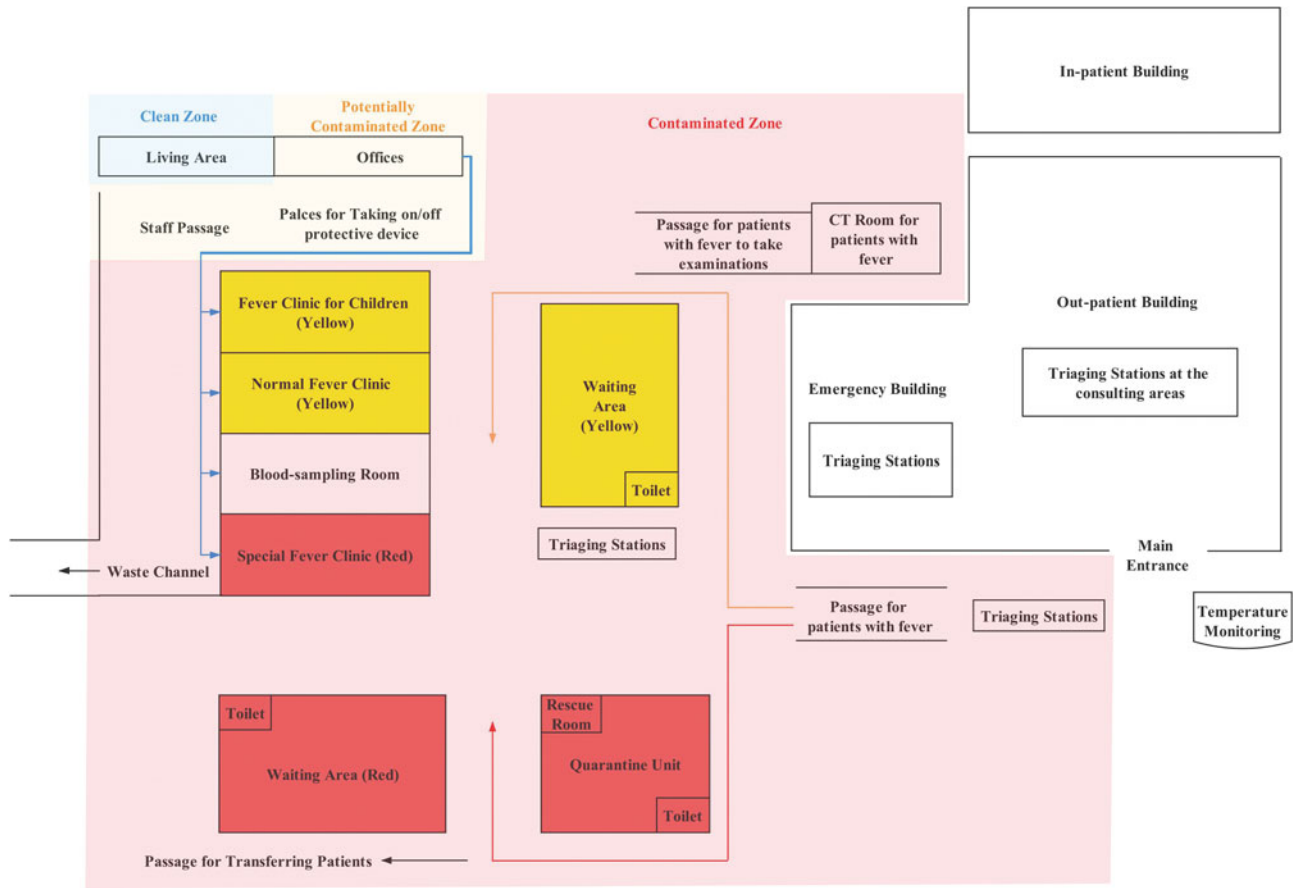 In-patient Building
Clean Zone
Potentially
Contaminated Zone
Contaminated Zone
Living Area
Offices
Staff Passage
Palces for Taking on/off
protective device
Passage for patients
with fever to take
examinations
CT Room for
patients with
fever
Fever Clinic for Children
(Yellow)
Normal Fever Clinic
(Yellow)
Blood-sampling Room
Special Fever Clinic (Red)
Waste Channel
Waiting
Area
(Yellow)
Toilet
Triaging Stations
Out-patient Building
Triaging Stations at the
consulting areas
Emergency Building
Triaging Stations
Main
Entrance
Passage for
patients with fever
Triaging Stations
Temperature
Monitoring
Toilet
Waiting Area (Red)
Rescue
Room
Quarantine Unit
Toilet
Passage for Transferring Patients